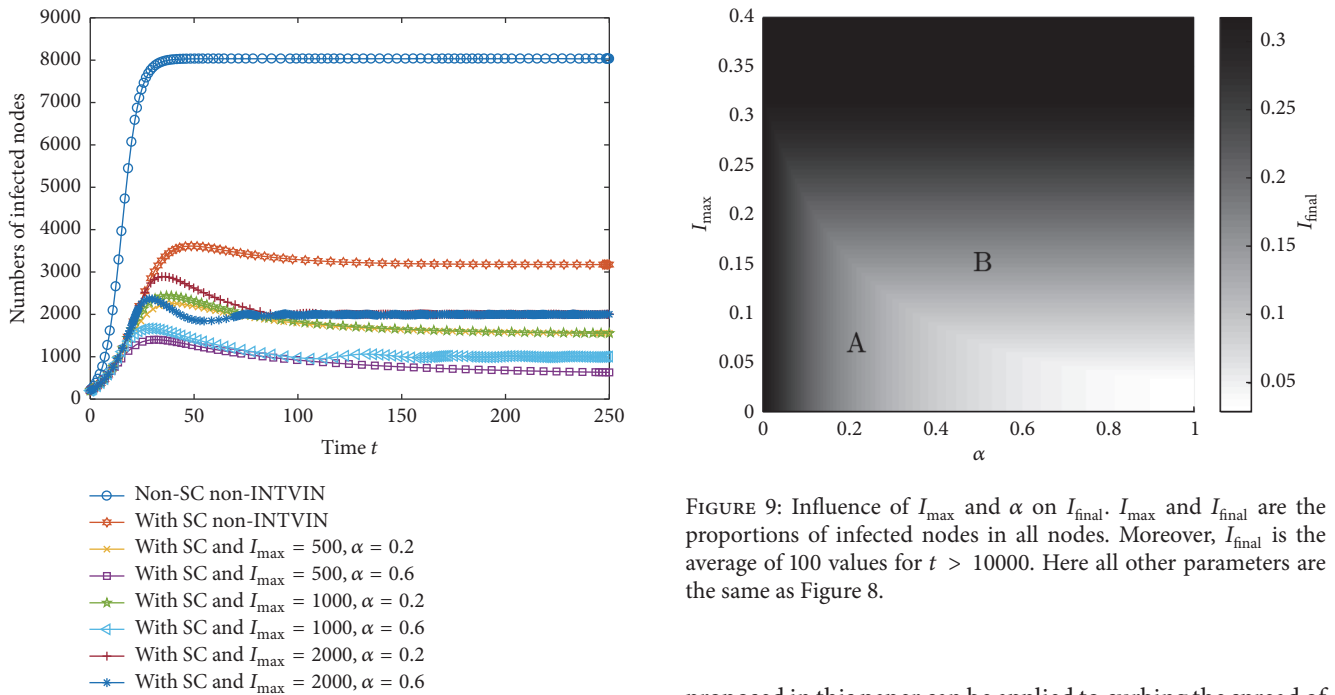 9000
8000
7000
6000
5000
4000
3000
2000
1000
0
Numbers of infected nodes
0 50 100 150 200 250
Time t
Non-SC non-INTVIN
With SC non-INTVIN
With SC and I_max = 500, α = 0.2
With SC and I_max = 500, α = 0.6
With SC and I_max = 1000, α = 0.2
With SC and I_max = 1000, α = 0.6
With SC and I_max = 2000, α = 0.2
With SC and I_max = 2000, α = 0.6
0.4
0.35
0.3
0.25
0.2
0.15
0.1
0.05
0
I_max
A
B
0 0.2 0.4 0.6 0.8 1
α
0.3
0.25
0.2
0.15
0.1
0.05
I_final
FIGURE 9: Influence of I_max and α on I_final. I_max and I_final are the
proportions of infected nodes in all nodes. Moreover, I_final is the
average of 100 values for t > 10000. Here all other parameters are
the same as Figure 8.